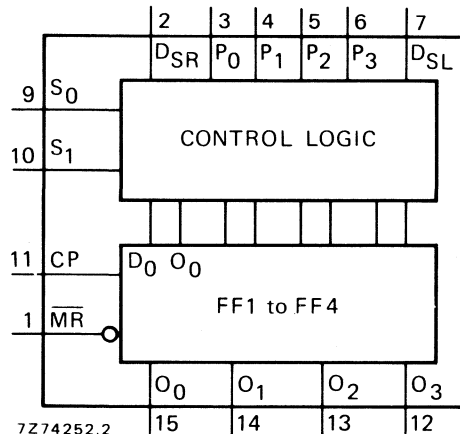 2 3 4 5 6 7
DSR P0 P1 P2 P3 DSL
9 S0
CONTROL LOGIC
10 S1
11 CP
D0 O0
FF1 to FF4
1 M̅R̅
O0 O1 O2 O3
7Z74252.2 15 14 13 12